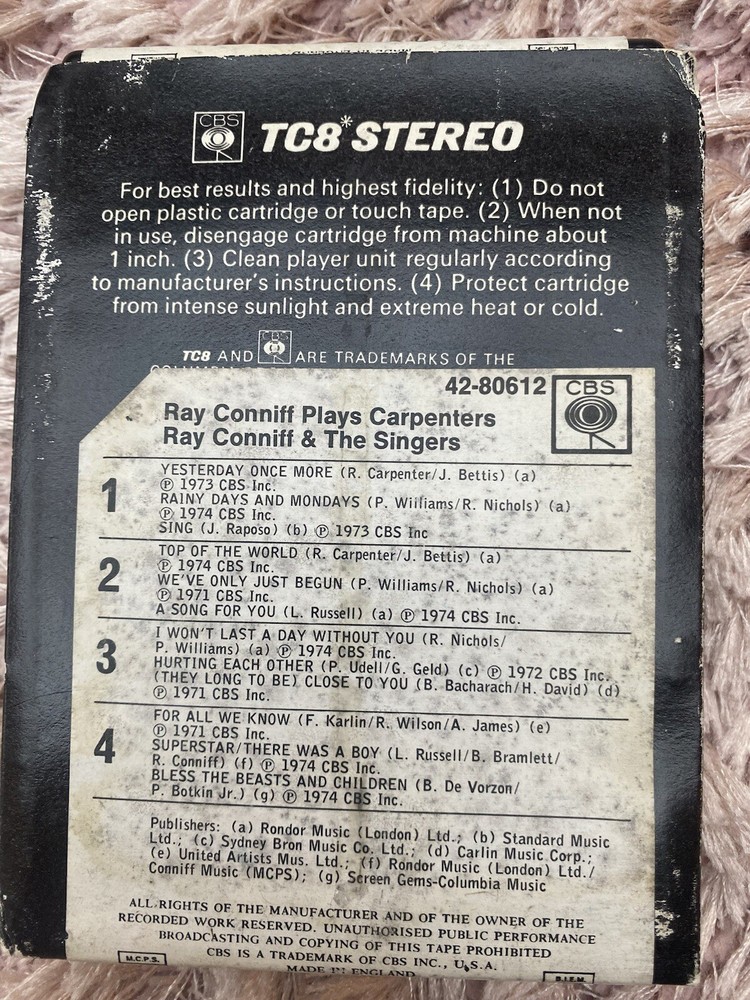 CBS
TC8* STEREO
For best results and highest fidelity: (1) Do not
open plastic cartridge or touch tape. (2) When not
in use, disengage cartridge from machine about
1 inch. (3) Clean player unit regularly according
to manufacturer's instructions. (4) Protect cartridge
from intense sunlight and extreme heat or cold.
TC8 AND CBS ARE TRADEMARKS OF THE
42-80612 CBS
Ray Conniff Plays Carpenters
Ray Conniff & The Singers
1
YESTERDAY ONCE MORE (R. Carpenter/J. Bettis) (a)
℗ 1973 CBS Inc.
RAINY DAYS AND MONDAYS (P. Williams/R. Nichols) (a)
℗ 1974 CBS Inc.
SING (J. Raposo) (b) ℗ 1973 CBS Inc
2
TOP OF THE WORLD (R. Carpenter/J. Bettis) (a)
℗ 1974 CBS Inc.
WE'VE ONLY JUST BEGUN (P. Williams/R. Nichols) (a)
℗ 1971 CBS Inc.
A SONG FOR YOU (L. Russell) (a) ℗ 1974 CBS Inc.
3
I WON'T LAST A DAY WITHOUT YOU (R. Nichols/
P. Williams) (a) ℗ 1974 CBS Inc.
HURTING EACH OTHER (P. Udell/G. Geld) (c) ℗ 1972 CBS Inc.
(THEY LONG TO BE) CLOSE TO YOU (B. Bacharach/H. David) (d)
℗ 1971 CBS Inc.
4
FOR ALL WE KNOW (F. Karlin/R. Wilson/A. James) (e)
℗ 1971 CBS Inc.
SUPERSTAR/THERE WAS A BOY (L. Russell/B. Bramlett/
R. Conniff) (f) ℗ 1974 CBS Inc.
BLESS THE BEASTS AND CHILDREN (B. De Vorzon/
P. Botkin Jr.) (g) ℗ 1974 CBS Inc.
Publishers: (a) Rondor Music (London) Ltd.; (b) Standard Music
Ltd.; (c) Sydney Bron Music Co. Ltd.; (d) Carlin Music Corp.;
(e) United Artists Mus. Ltd.; (f) Rondor Music (London) Ltd./
Conniff Music (MCPS); (g) Screen Gems-Columbia Music
ALL RIGHTS OF THE MANUFACTURER AND OF THE OWNER OF THE
RECORDED WORK RESERVED. UNAUTHORISED PUBLIC PERFORMANCE
BROADCASTING AND COPYING OF THIS TAPE PROHIBITED
CBS IS A TRADEMARK OF CBS INC., U.S.A.
M.C.P.S. MADE IN ENGLAND B.I.E.M.